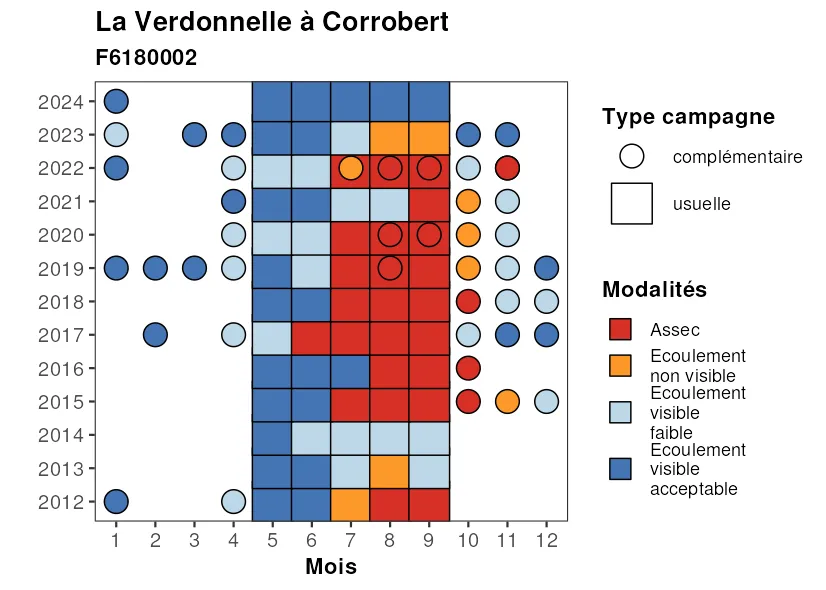 La Verdonnelle à Corrobert
F6180002
2024
2023
2022
2021
2020
2019
2018
2017
2016
2015
2014
2013
2012
1 2 3 4 5 6 7 8 9 10 11 12
Mois
Type campagne
complémentaire
usuelle
Modalités
Assec
Ecoulement
non visible
Ecoulement
visible
faible
Ecoulement
visible
acceptable